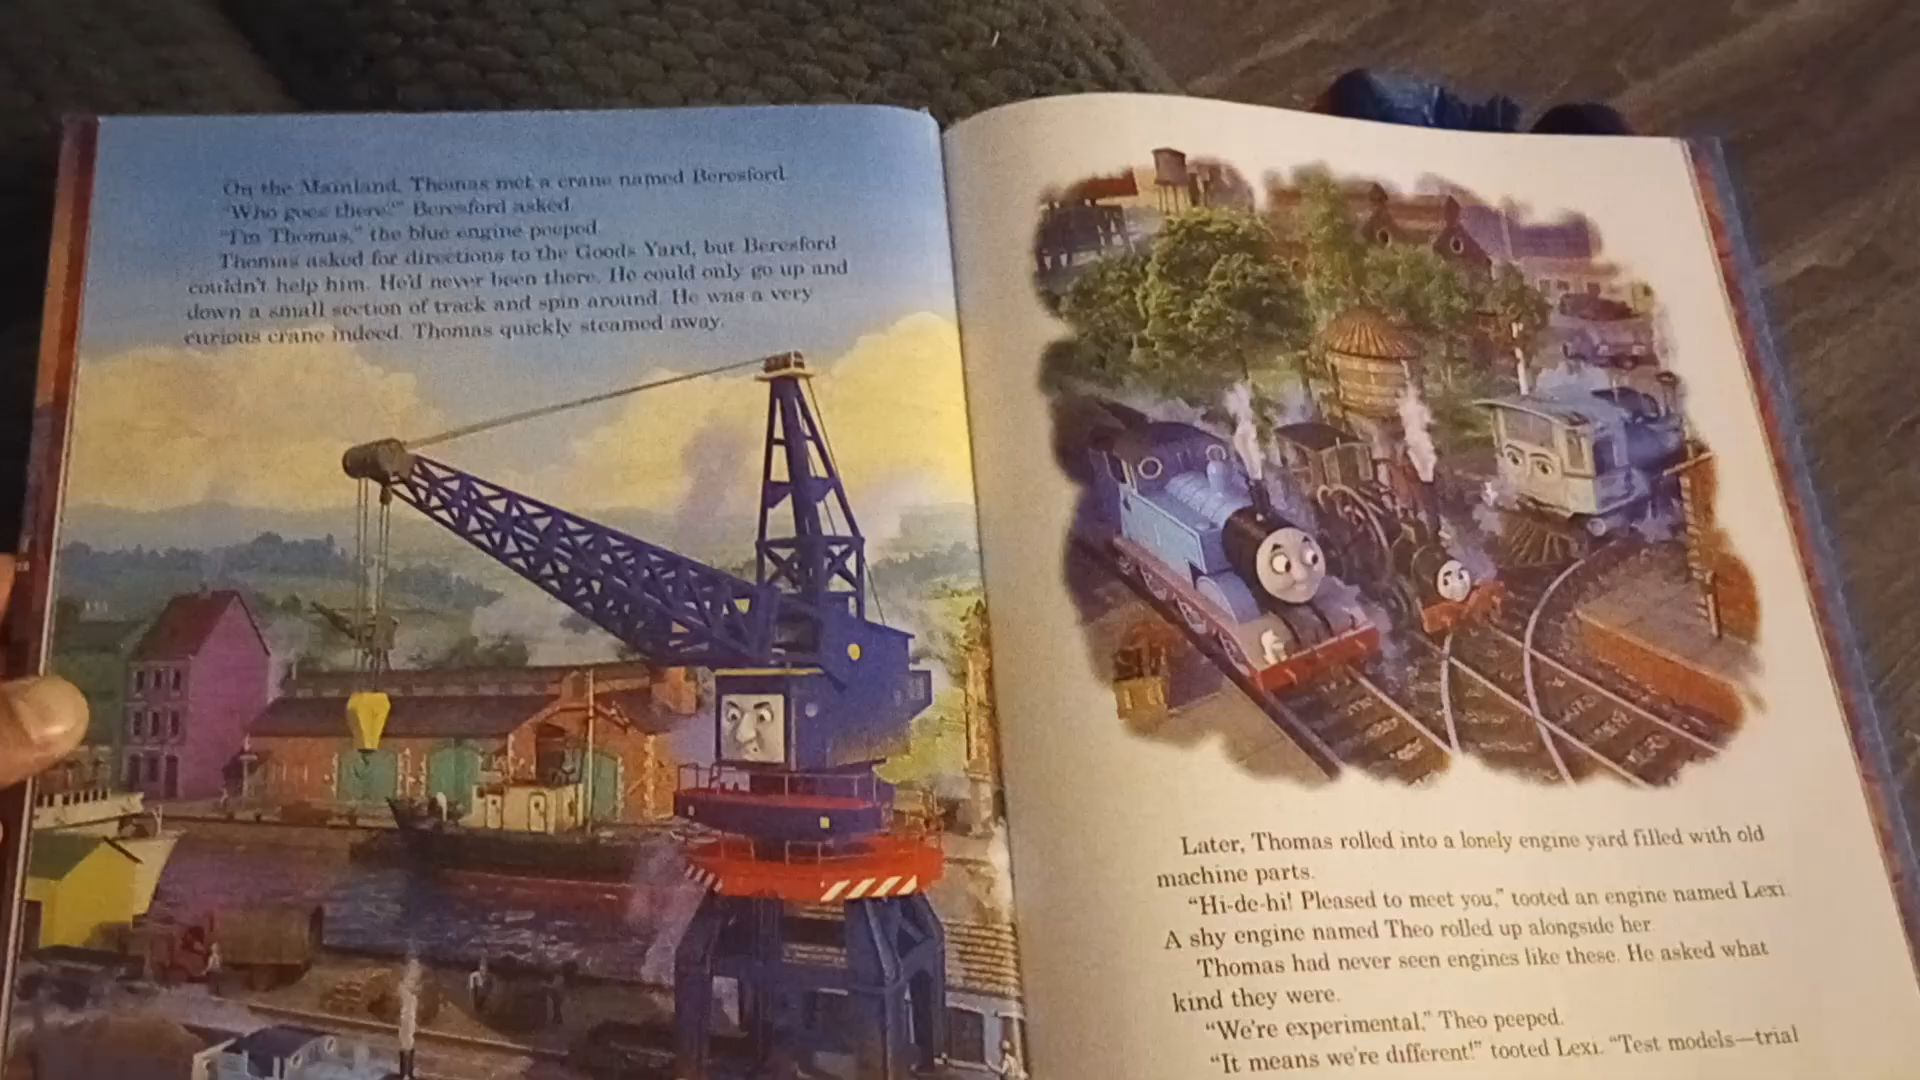 On the Mainland, Thomas met a crane named Beresford.
"Who goes there?" Beresford asked.
"I'm Thomas," the blue engine peeped.
Thomas asked for directions to the Goods Yard, but Beresford
couldn't help him. He'd never been there. He could only go up and
down a small section of track and spin around. He was a very
curious crane indeed. Thomas quickly steamed away.
Later, Thomas rolled into a lonely engine yard filled with old
machine parts.
"Hi-de-hi! Pleased to meet you," tooted an engine named Lexi.
A shy engine named Theo rolled up alongside her.
Thomas had never seen engines like these. He asked what
kind they were.
"We're experimental," Theo peeped.
"It means we're different!" tooted Lexi. "Test models—trial